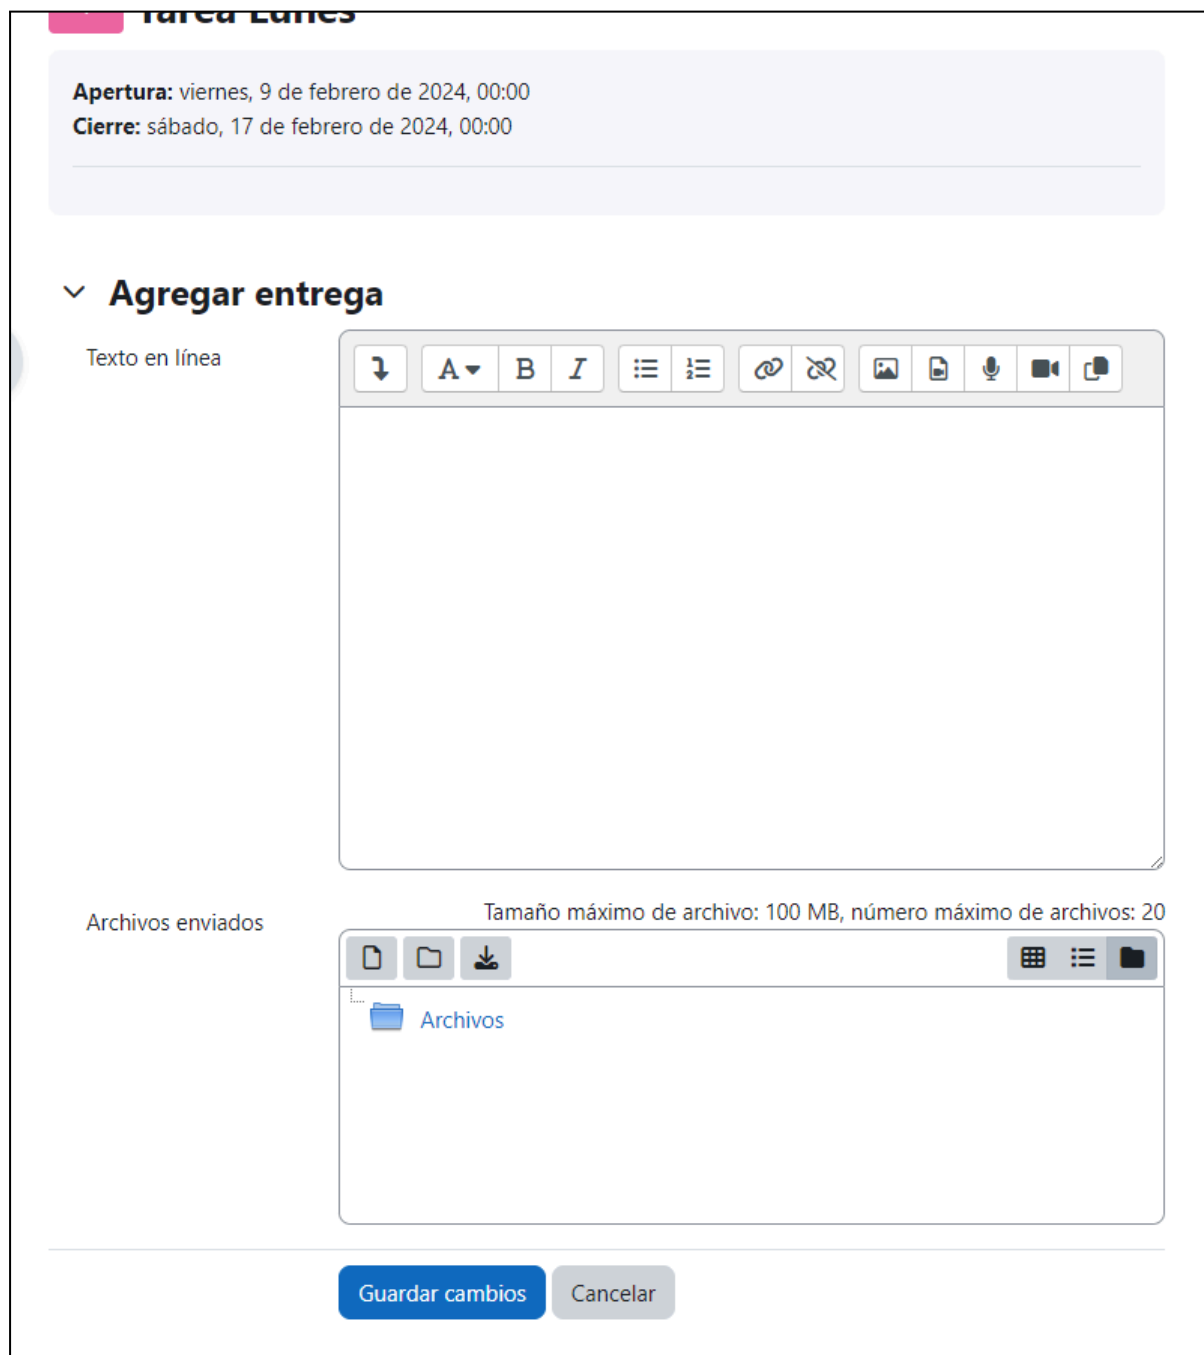 Tarea Lunes
Apertura: viernes, 9 de febrero de 2024, 00:00
Cierre: sábado, 17 de febrero de 2024, 00:00
Agregar entrega
Texto en línea
Archivos enviados
Tamaño máximo de archivo: 100 MB, número máximo de archivos: 20
Archivos
Guardar cambios Cancelar